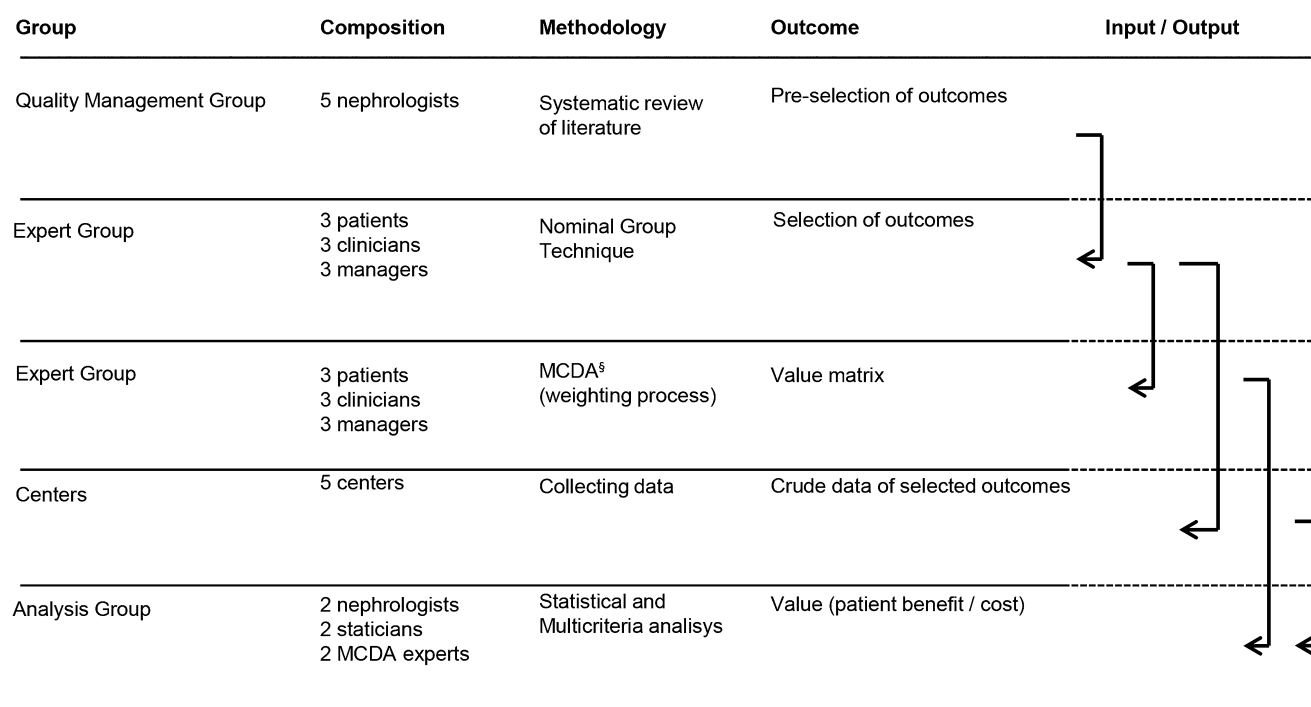 Group Composition Methodology Outcome Input / Output
Quality Management Group 5 nephrologists Systematic review Pre-selection of outcomes
of literature
Expert Group 3 patients Nominal Group Selection of outcomes
3 clinicians Technique
3 managers
Expert Group 3 patients MCDA§ Value matrix
3 clinicians (weighting process)
3 managers
Centers 5 centers Collecting data Crude data of selected outcomes
Analysis Group 2 nephrologists Statistical and Value (patient benefit / cost)
2 staticians Multicriteria analisys
2 MCDA experts